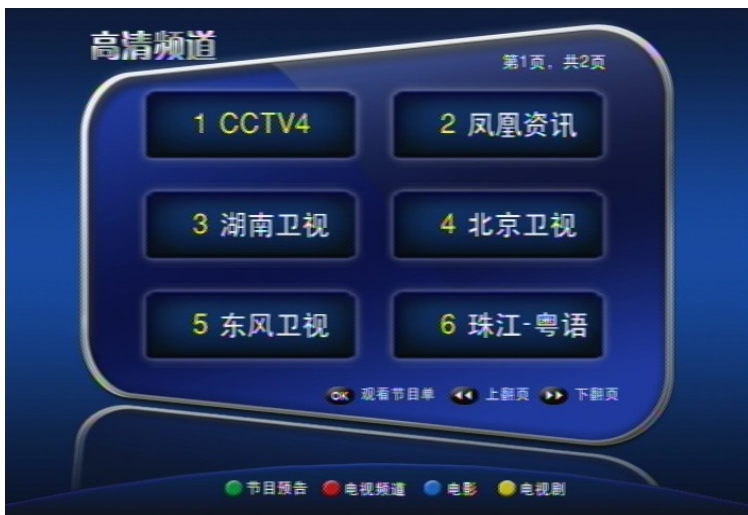 高清频道
第1页, 共2页
1 CCTV4 2 凤凰资讯
3 湖南卫视 4 北京卫视
5 东风卫视 6 珠江-粤语
OK 观看节目单 上翻页 下翻页
节目预告 电视频道 电影 电视剧